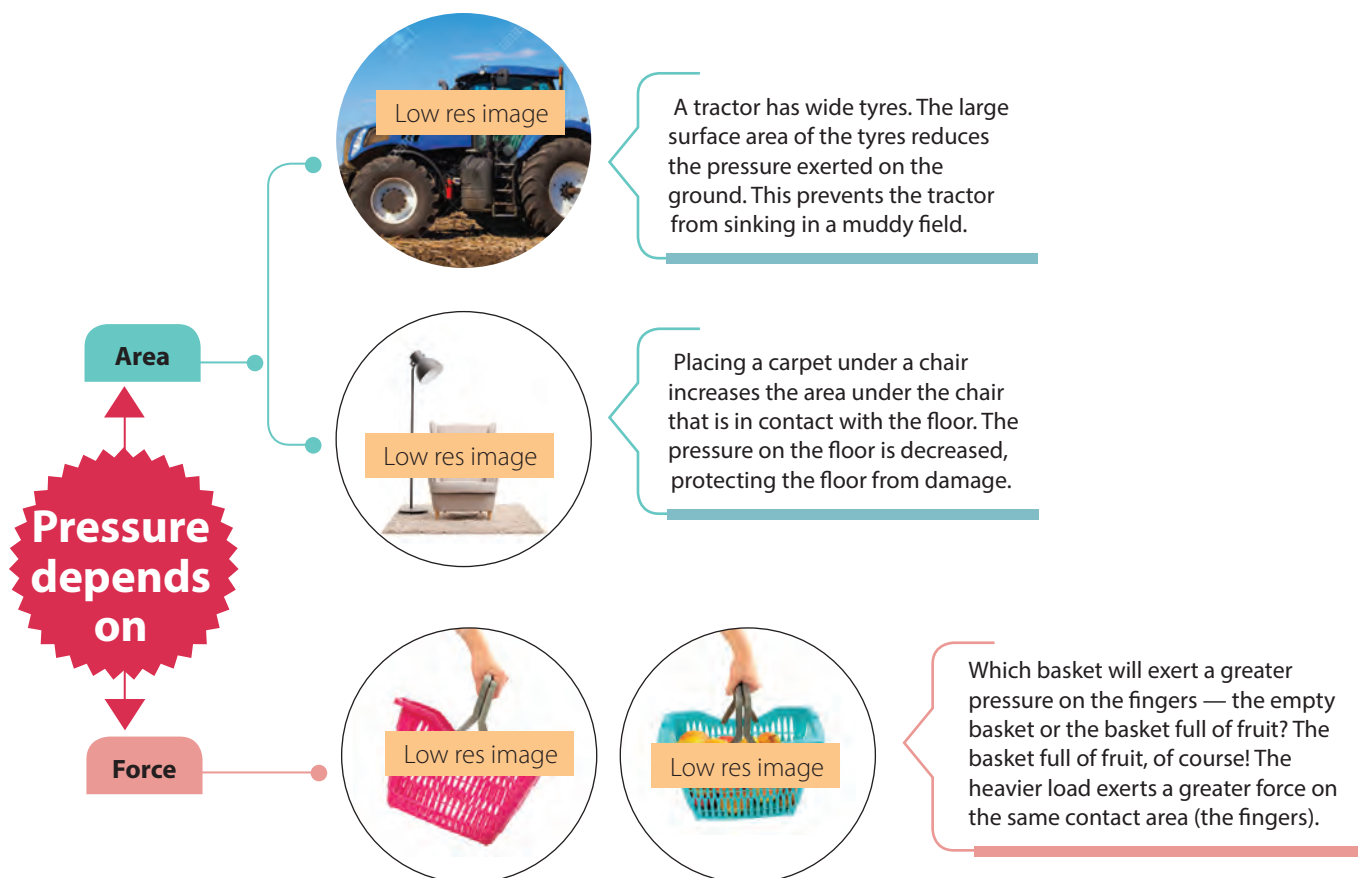 Low res image
A tractor has wide tyres. The large
surface area of the tyres reduces
the pressure exerted on the
ground. This prevents the tractor
from sinking in a muddy field.
Area
Low res image
Placing a carpet under a chair
increases the area under the chair
that is in contact with the floor. The
pressure on the floor is decreased,
protecting the floor from damage.
Pressure
depends
on
Force
Low res image
Low res image
Which basket will exert a greater
pressure on the fingers — the empty
basket or the basket full of fruit? The
basket full of fruit, of course! The
heavier load exerts a greater force on
the same contact area (the fingers).